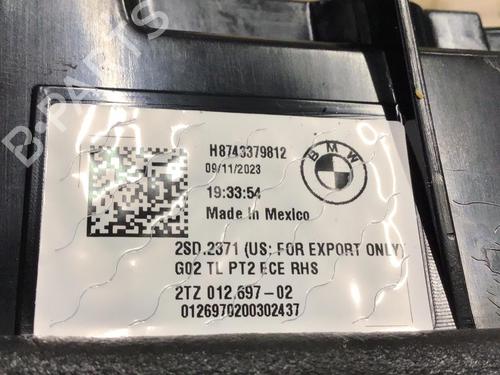 B-PARTS
H8743379812
09/11/2023
19:33:54
Made In Mexico
BMW
2SD.2371 (US: FOR EXPORT ONLY)
G02 TL PT2 ECE RHS
2TZ 012.697-02
0126970200302437